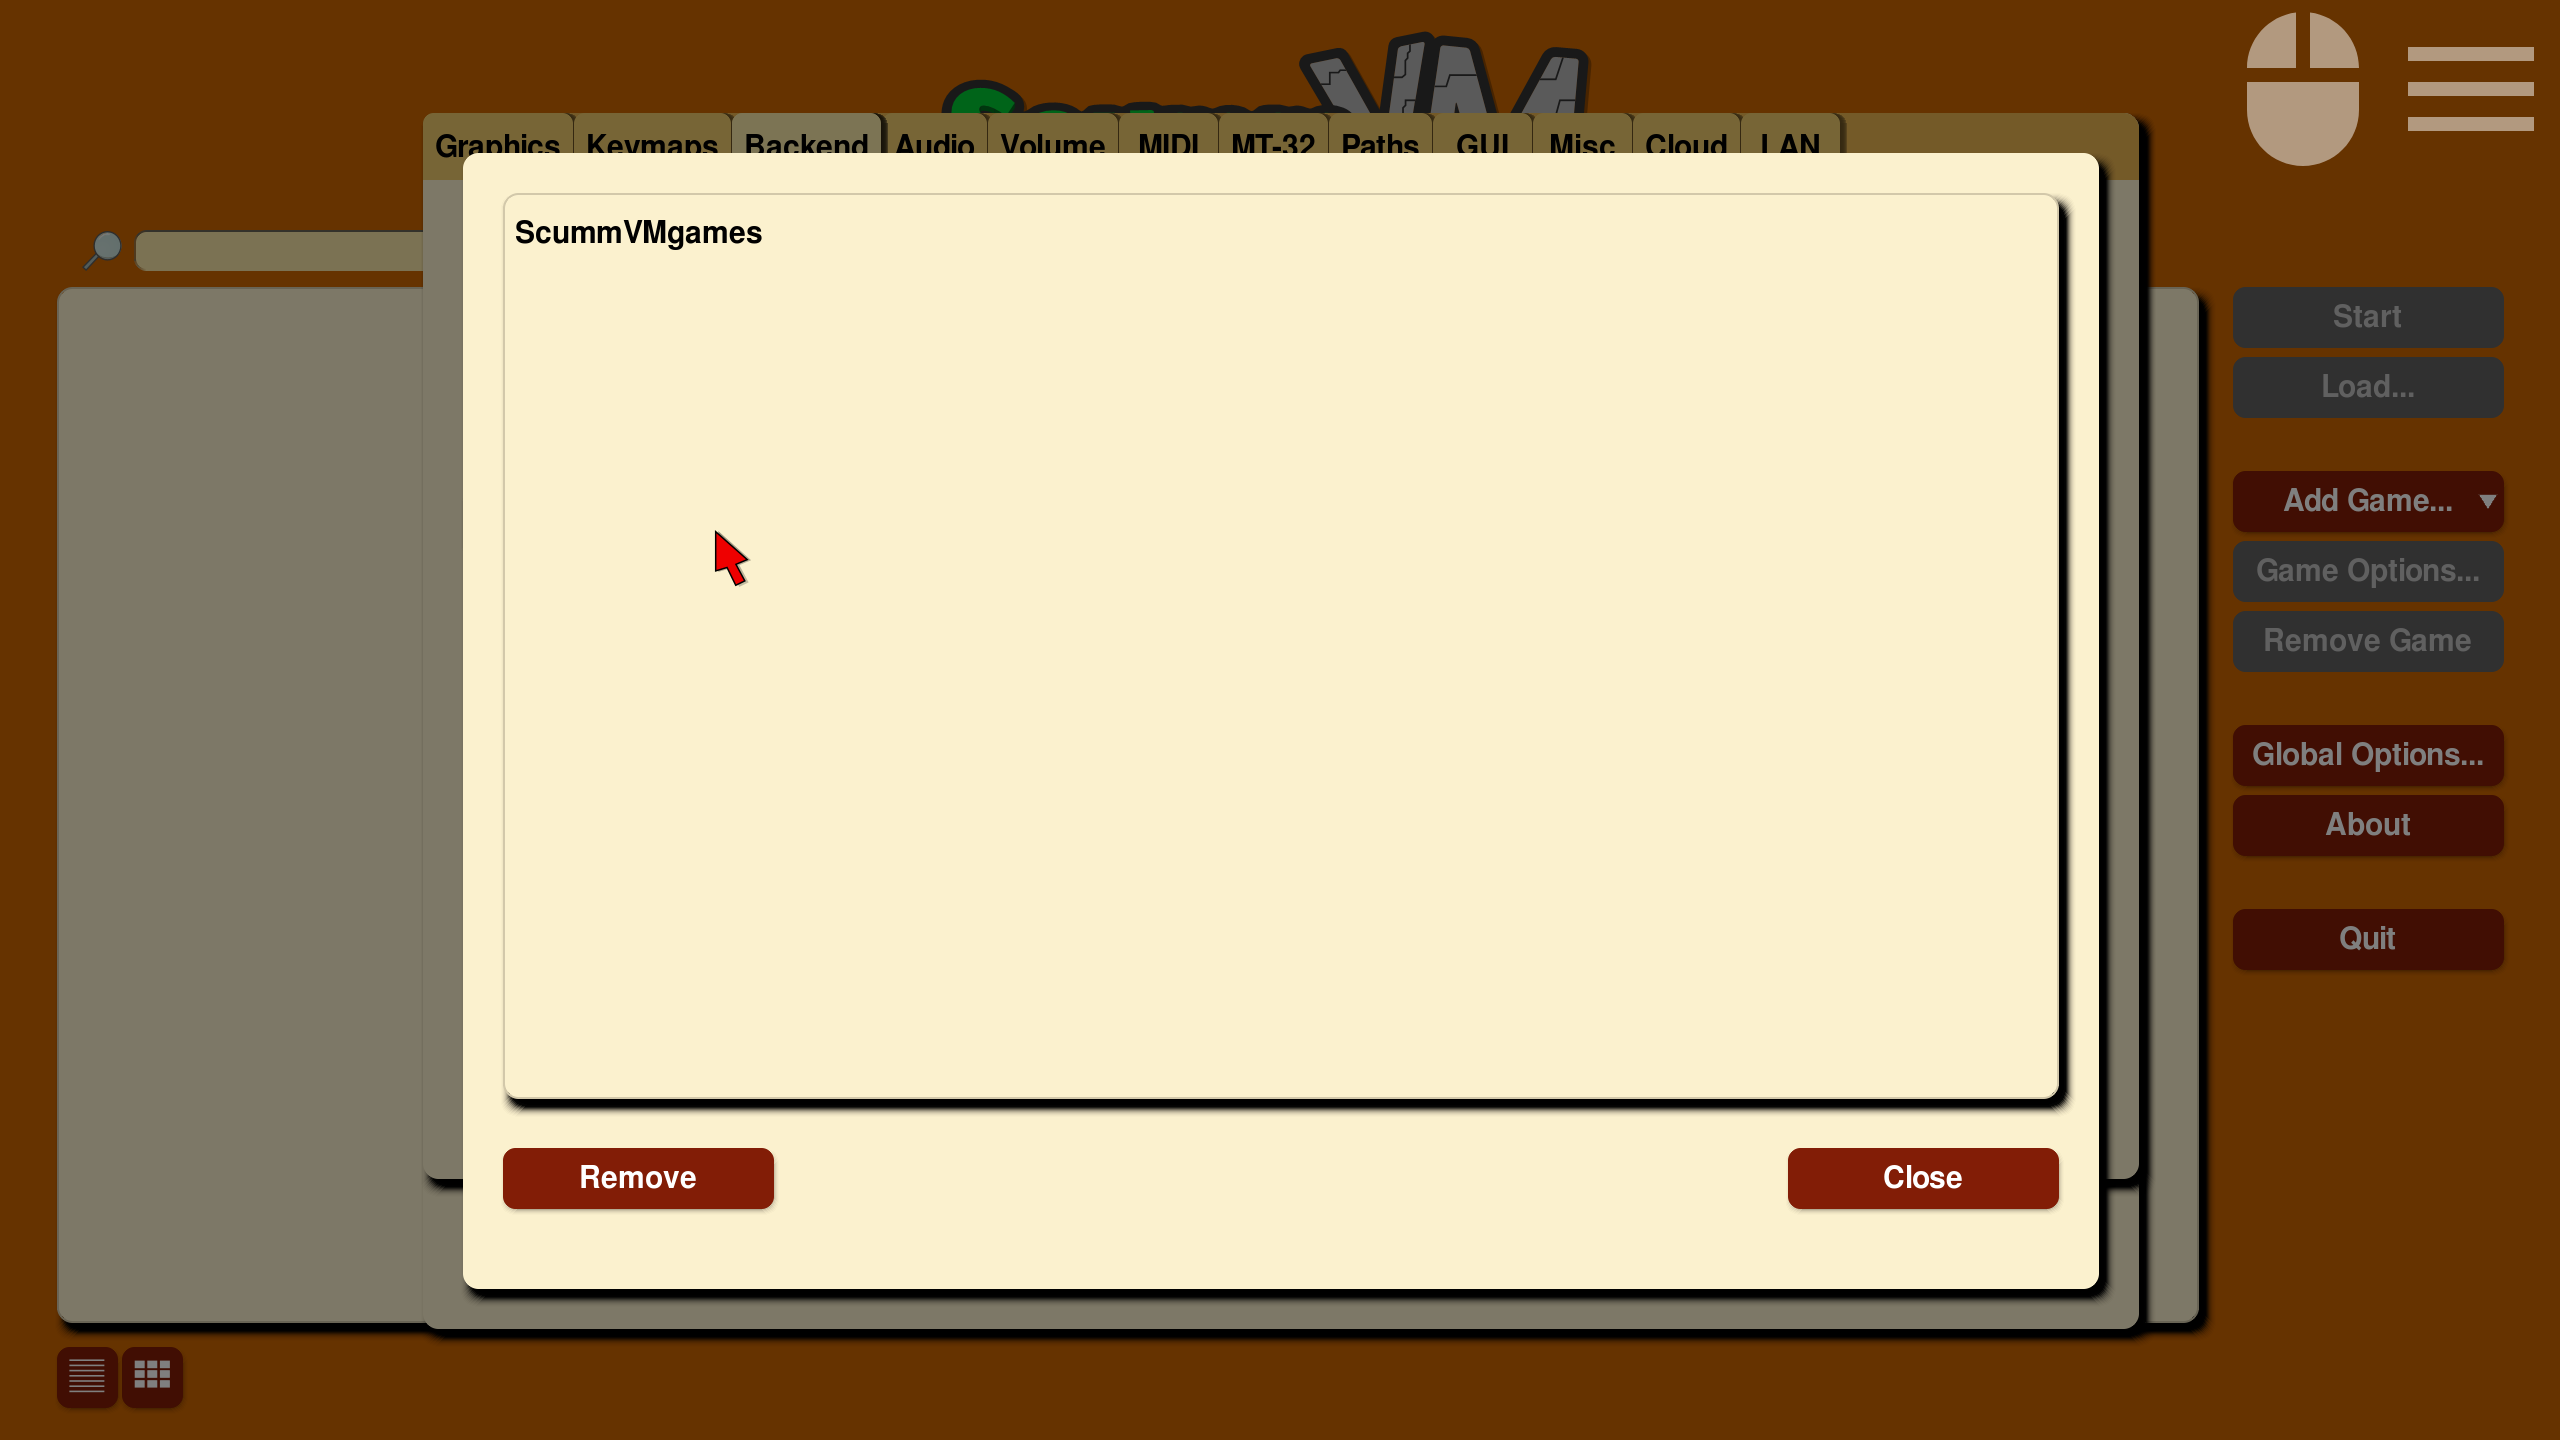 VM
Graphics Keymaps Backend Audio Volume MIDI MT-32 Paths GUI Misc Cloud LAN
ScummVMgames
Start
Load...
Add Game...
Game Options...
Remove Game
Global Options...
About
Quit
Remove Close